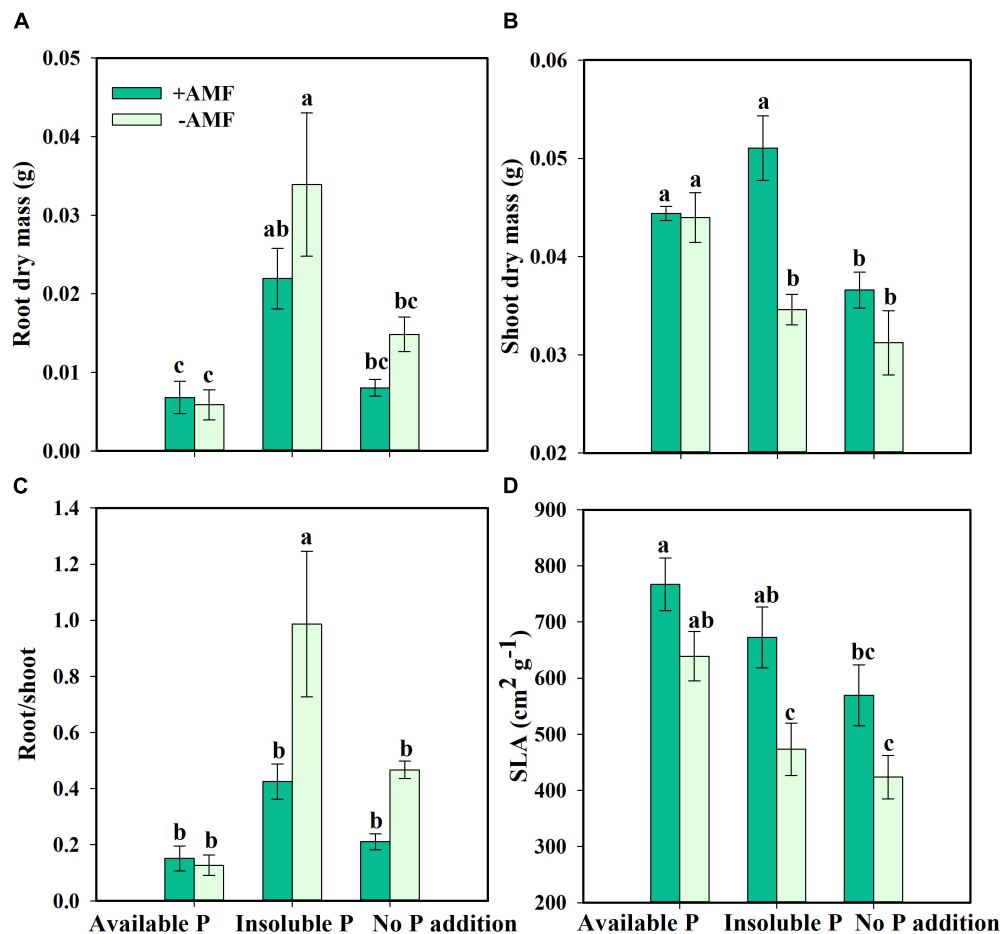 A
Root dry mass (g)
0.05
0.04
0.03
0.02
0.01
0.00
+AMF
-AMF
c
c
ab
a
bc
bc
B
Shoot dry mass (g)
0.06
0.05
0.04
0.03
0.02
a
a
a
b
b
b
C
Root/shoot
1.4
1.2
1.0
0.8
0.6
0.4
0.2
0.0
b
b
b
a
b
b
Available P Insoluble P No P addition
D
SLA (cm² g⁻¹)
900
800
700
600
500
400
300
200
a
ab
ab
c
bc
c
Available P Insoluble P No P addition